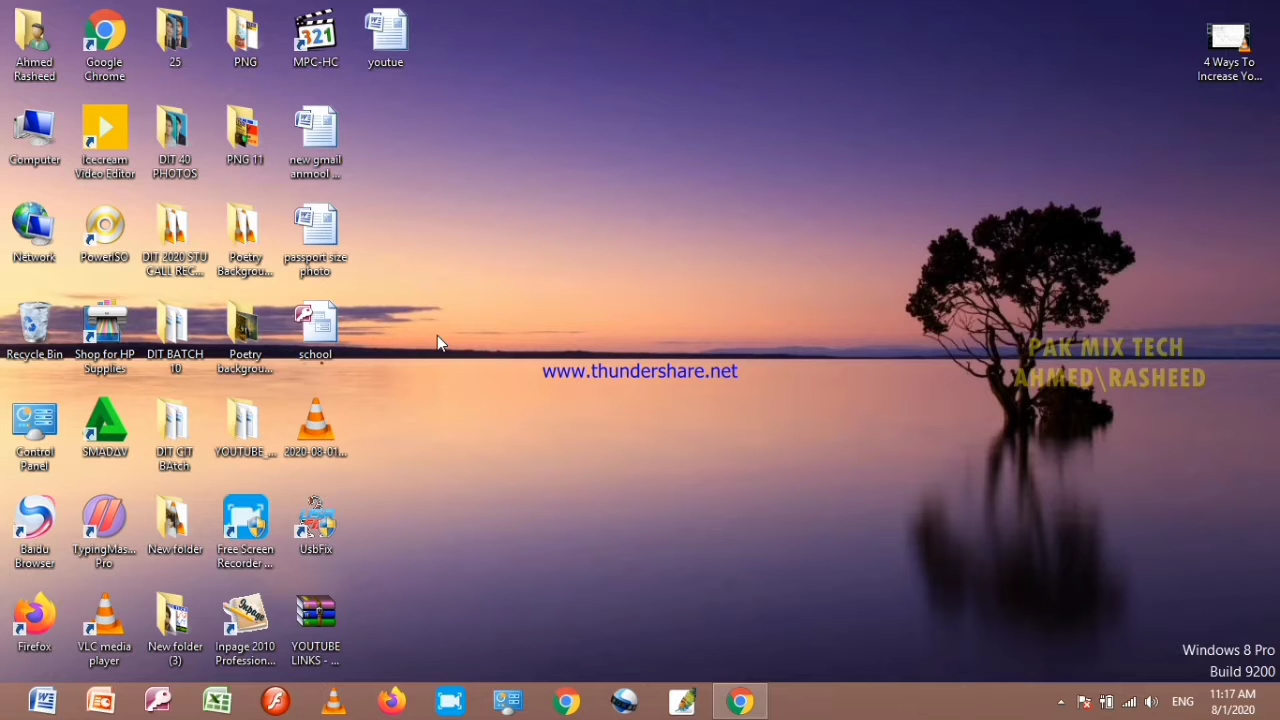 Ahmed
Rasheed
Google
Chrome
25
PNG
321
MPC-HC
youtue
4 Ways To
Increase Yo...
Computer
Icecream
Video Editor
DIT 40
PHOTOS
PNG 11
new gmail
anmool ...
Network
PowerISO
DIT 2020 STU
CALL REC...
Poetry
Backgrou...
passport size
photo
Recycle Bin
Shop for HP
Supplies
DIT BATCH
10
Poetry
backgrou...
school
www.thundershare.net
PAK MIX TECH
AHMED\RASHEED
Control
Panel
SMADAV
DIT CIT
BAtch
YOUTUBE_...
2020-08-01...
Baidu
Browser
TypingMas...
Pro
New folder
Free Screen
Recorder ...
UsbFix
Firefox
VLC media
player
New folder
(3)
Inpage
Inpage 2010
Profession...
YOUTUBE
LINKS - ...
Windows 8 Pro
Build 9200
ENG
11:17 AM
8/1/2020